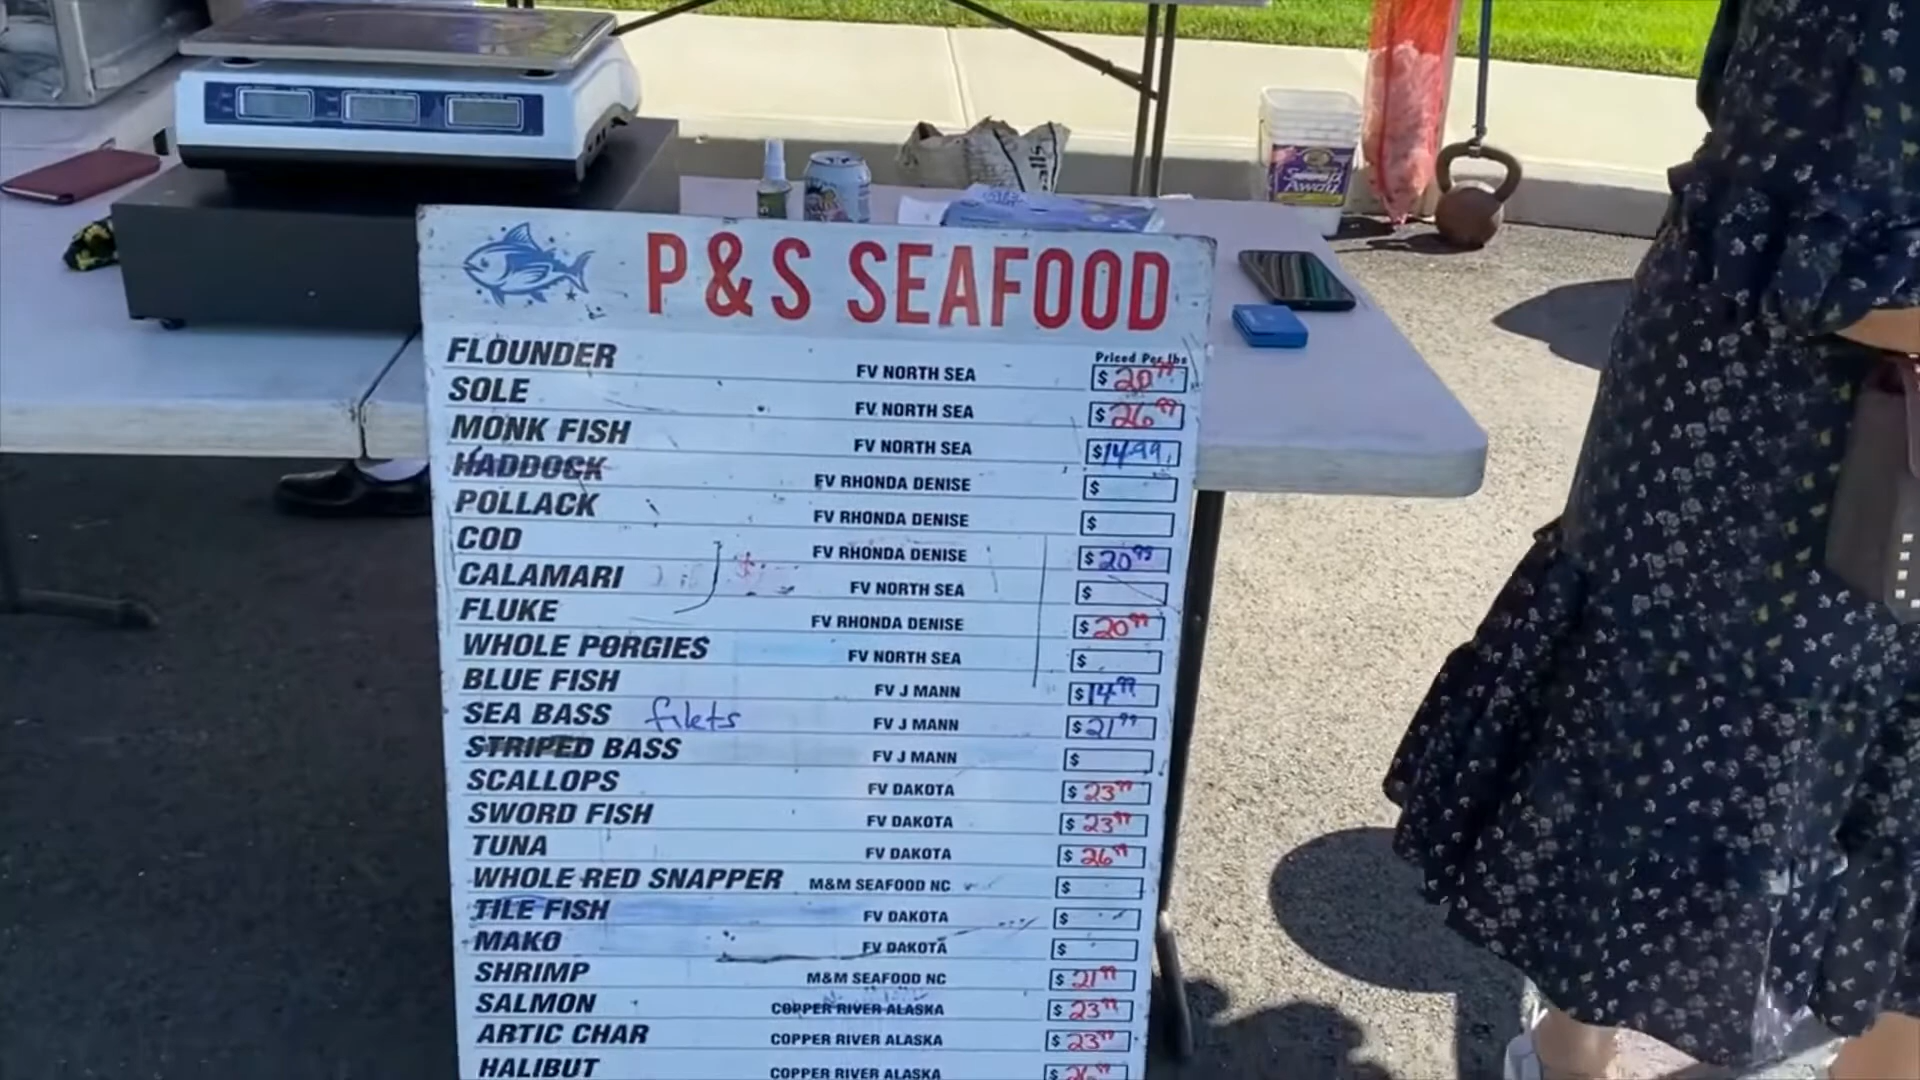 P & S SEAFOOD
Priced Per lbs
FLOUNDER FV NORTH SEA $ 20.99
SOLE FV NORTH SEA $ 26.99
MONK FISH FV NORTH SEA $ 14.99
HADDOCK FV RHONDA DENISE $
POLLACK FV RHONDA DENISE $
COD FV RHONDA DENISE $ 20.99
CALAMARI FV NORTH SEA $
FLUKE FV RHONDA DENISE $ 20.99
WHOLE PORGIES FV NORTH SEA $
BLUE FISH FV J MANN $ 14.99
SEA BASS filets FV J MANN $ 21.99
STRIPED BASS FV J MANN $
SCALLOPS FV DAKOTA $ 23.99
SWORD FISH FV DAKOTA $ 23.99
TUNA FV DAKOTA $ 26.99
WHOLE RED SNAPPER M&M SEAFOOD NC $
TILE FISH FV DAKOTA $
MAKO FV DAKOTA $
SHRIMP M&M SEAFOOD NC $ 21.99
SALMON COPPER RIVER ALASKA $ 23.99
ARTIC CHAR COPPER RIVER ALASKA $ 23.99
HALIBUT COPPER RIVER ALASKA $
Away